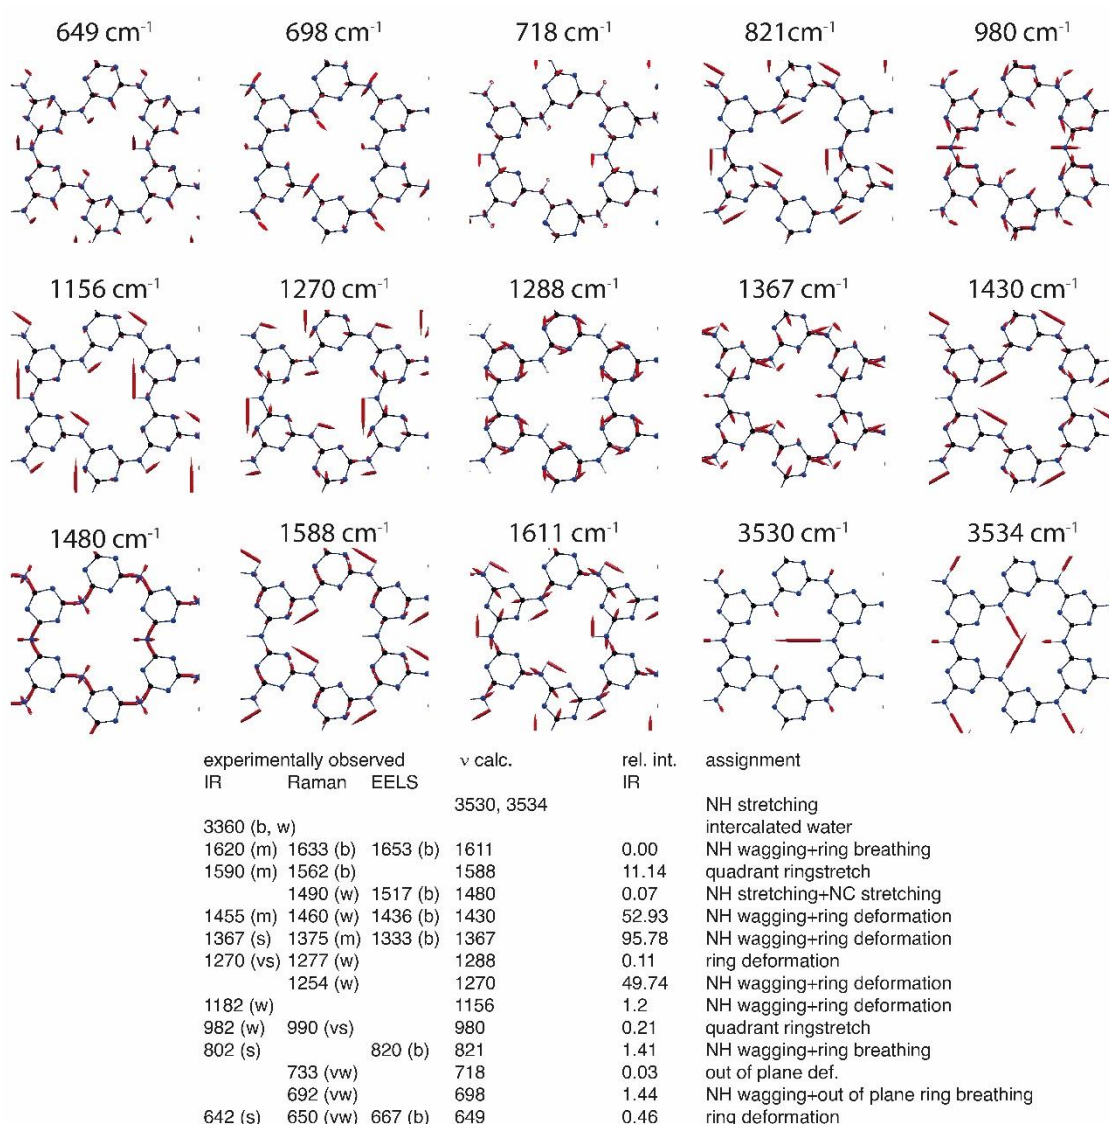 649 cm-1 698 cm-1 718 cm-1 821cm-1 980 cm-1
1156 cm-1 1270 cm-1 1288 cm-1 1367 cm-1 1430 cm-1
1480 cm-1 1588 cm-1 1611 cm-1 3530 cm-1 3534 cm-1
experimentally observed ν calc. rel. int. assignment
IR Raman EELS IR
3530, 3534 NH stretching
3360 (b, w) intercalated water
1620 (m) 1633 (b) 1653 (b) 1611 0.00 NH wagging+ring breathing
1590 (m) 1562 (b) 1588 11.14 quadrant ringstretch
1490 (w) 1517 (b) 1480 0.07 NH stretching+NC stretching
1455 (m) 1460 (w) 1436 (b) 1430 52.93 NH wagging+ring deformation
1367 (s) 1375 (m) 1333 (b) 1367 95.78 NH wagging+ring deformation
1270 (vs) 1277 (w) 1288 0.11 ring deformation
1254 (w) 1270 49.74 NH wagging+ring deformation
1182 (w) 1156 1.2 NH wagging+ring deformation
982 (w) 990 (vs) 980 0.21 quadrant ringstretch
802 (s) 820 (b) 821 1.41 NH wagging+ring breathing
733 (vw) 718 0.03 out of plane def.
692 (vw) 698 1.44 NH wagging+out of plane ring breathing
642 (s) 650 (vw) 667 (b) 649 0.46 ring deformation